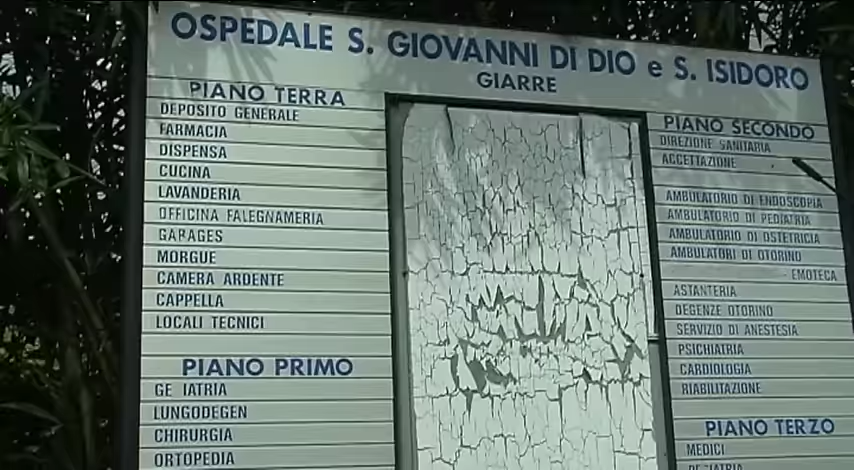 OSPEDALE S. GIOVANNI DI DIO e S. ISIDORO
GIARRE
PIANO TERRA
DEPOSITO GENERALE
FARMACIA
DISPENSA
CUCINA
LAVANDERIA
OFFICINA FALEGNAMERIA
GARAGES
MORGUE
CAMERA ARDENTE
CAPPELLA
LOCALI TECNICI
PIANO PRIMO
GE IATRIA
LUNGODEGEN
CHIRURGIA
ORTOPEDIA
PIANO SECONDO
DIREZIONE SANITARIA
ACCETTAZIONE
AMBULATORIO DI ENDOSCOPIA
AMBULATORIO DI PEDIATRIA
AMBULATORIO DI OSTETRICIA
AMBULATORI DI OTORINO
EMOTECA
ASTANTERIA
DEGENZE OTORINO
SERVIZIO DI ANESTESIA
PSICHIATRIA
CARDIOLOGIA
RIABILITAZIONE
PIANO TERZO
MEDICI